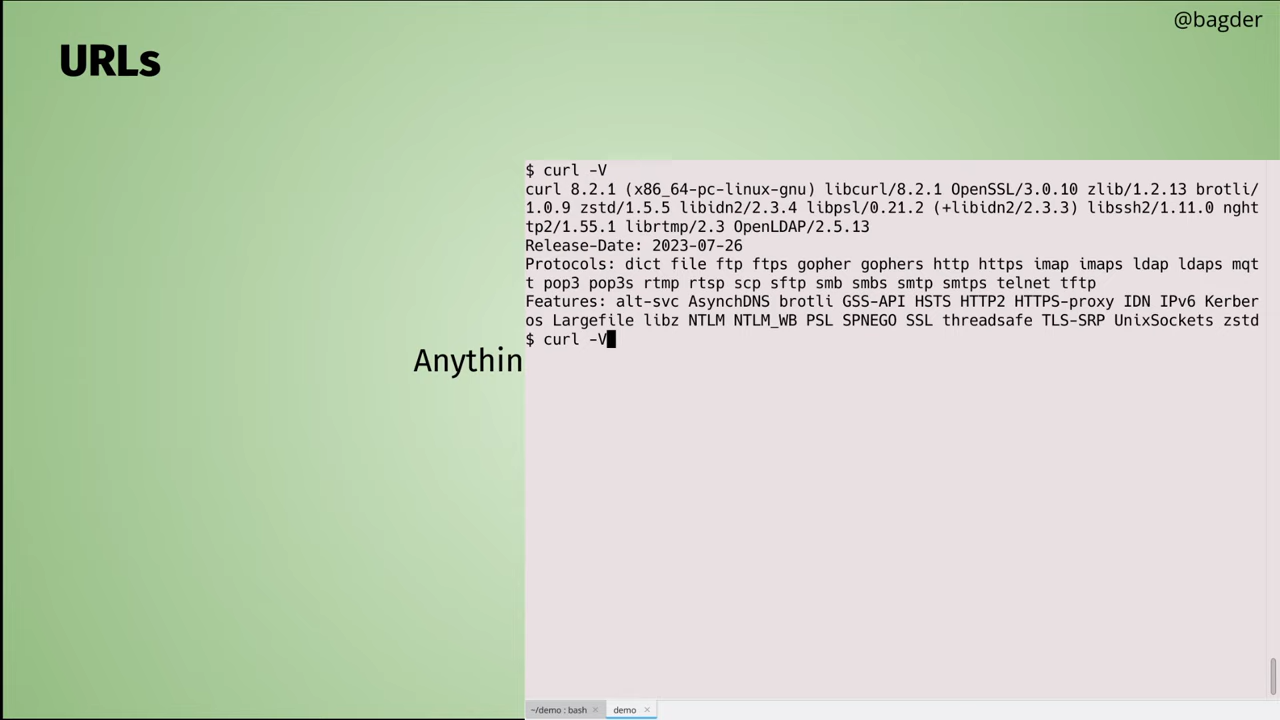 @bagder
URLs
$ curl -V
curl 8.2.1 (x86_64-pc-linux-gnu) libcurl/8.2.1 OpenSSL/3.0.10 zlib/1.2.13 brotli/
1.0.9 zstd/1.5.5 libidn2/2.3.4 libpsl/0.21.2 (+libidn2/2.3.3) libssh2/1.11.0 nght
tp2/1.55.1 librtmp/2.3 OpenLDAP/2.5.13
Release-Date: 2023-07-26
Protocols: dict file ftp ftps gopher gophers http https imap imaps ldap ldaps mqt
t pop3 pop3s rtmp rtsp scp sftp smb smbs smtp smtps telnet tftp
Features: alt-svc AsynchDNS brotli GSS-API HSTS HTTP2 HTTPS-proxy IDN IPv6 Kerber
os Largefile libz NTLM NTLM_WB PSL SPNEGO SSL threadsafe TLS-SRP UnixSockets zstd
$ curl -V
Anythin
~/demo : bash
demo